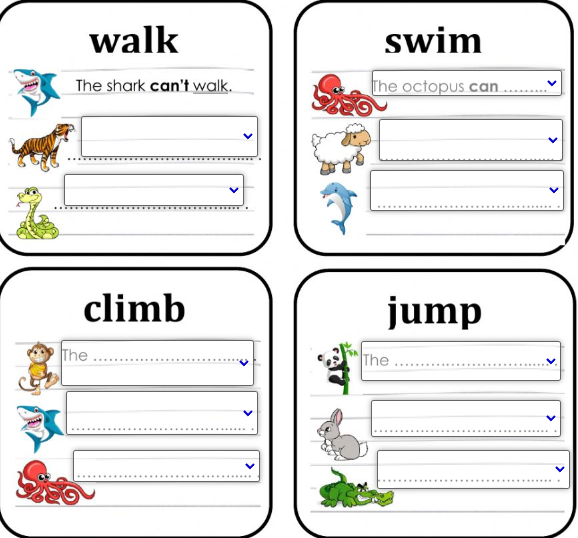 walk
The shark can't walk.
swim
The octopus can .........
climb
The ..............................
jump
The ..............................